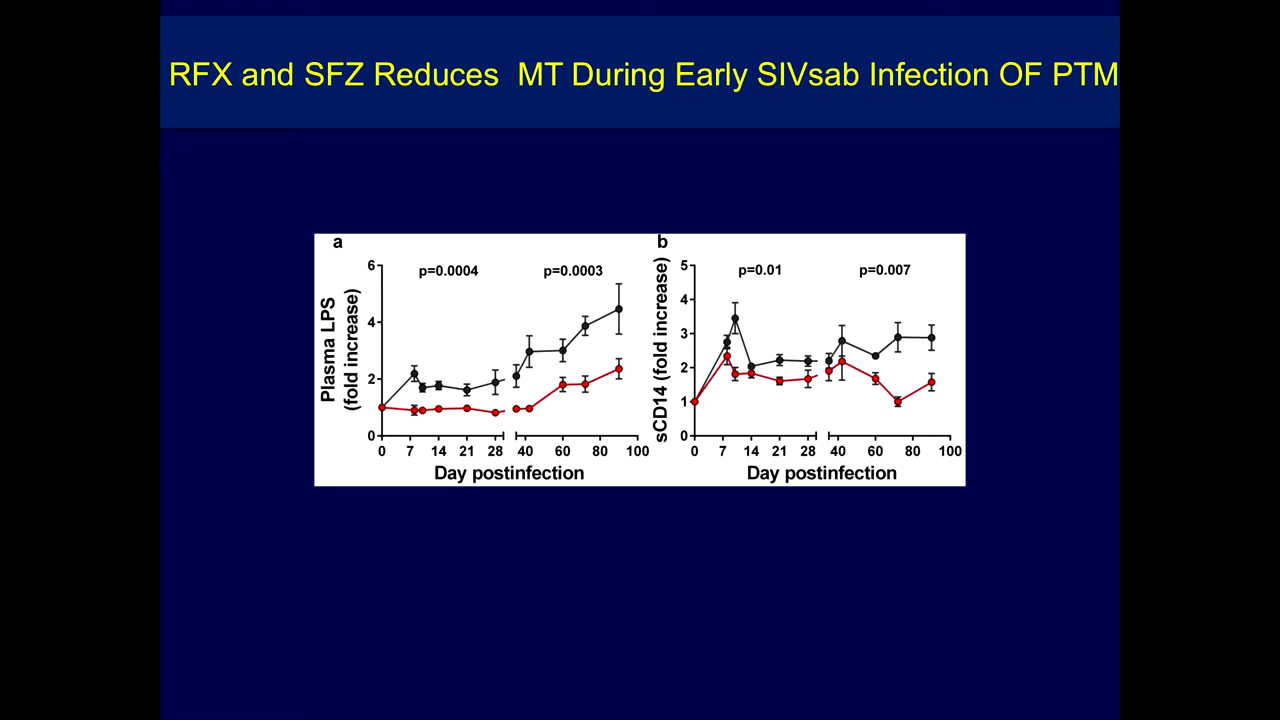 RFX and SFZ Reduces  MT During Early SIVsab Infection OF PTM
a
p=0.0004
p=0.0003
Plasma LPS
(fold increase)
6
4
2
0
0 7 14 21 28 40 60 80 100
Day postinfection
b
p=0.01
p=0.007
sCD14 (fold increase)
5
4
3
2
1
0
0 7 14 21 28 40 60 80 100
Day postinfection